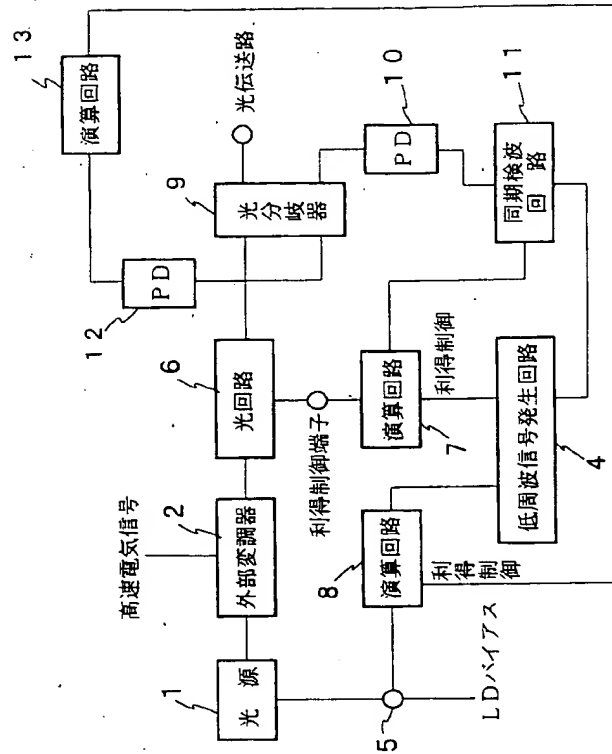 13
演算回路
光伝送路
10
PD
11
同期検波
回路
9
光分岐器
PD
12
6
光回路
利得制御端子
演算回路
7
利得制御
低周波信号発生回路
4
高速電気信号
2
外部変調器
8
演算回路
利得制御
1
光源
5
LDバイアス